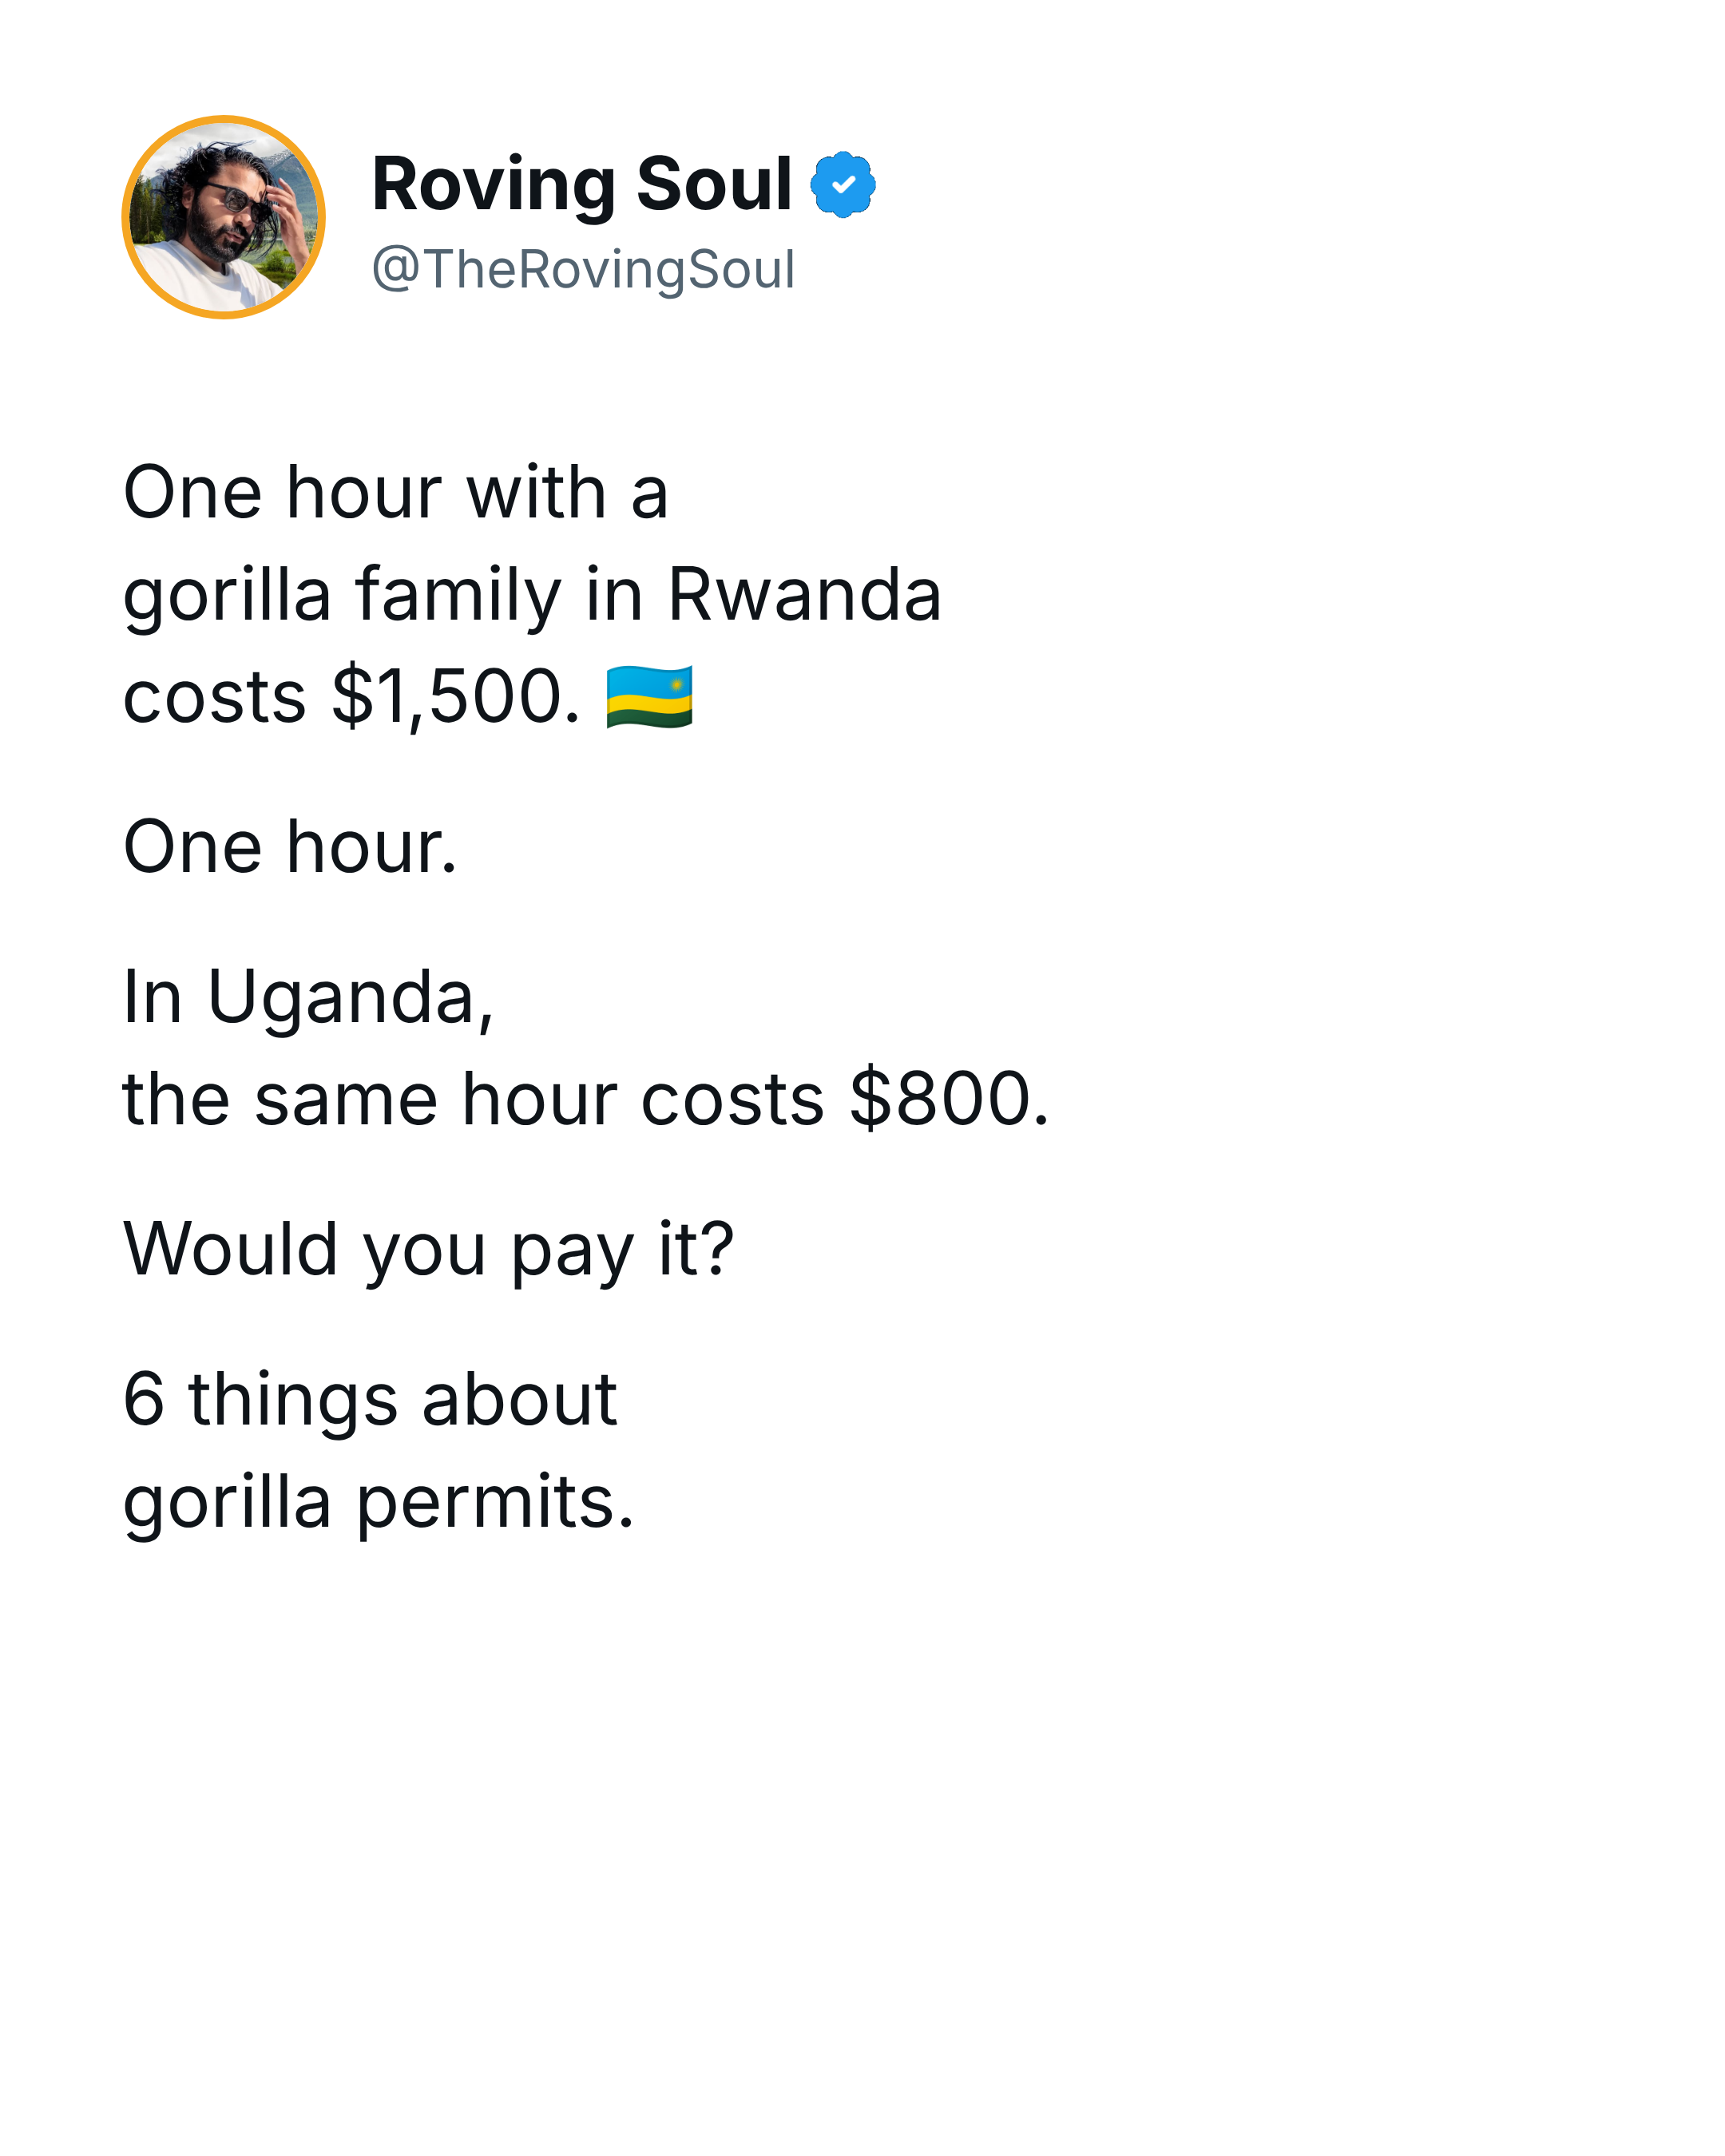 Roving Soul
@TheRovingSoul
One hour with a
gorilla family in Rwanda
costs $1,500. 🇷🇼
One hour.
In Uganda,
the same hour costs $800.
Would you pay it?
6 things about
gorilla permits.